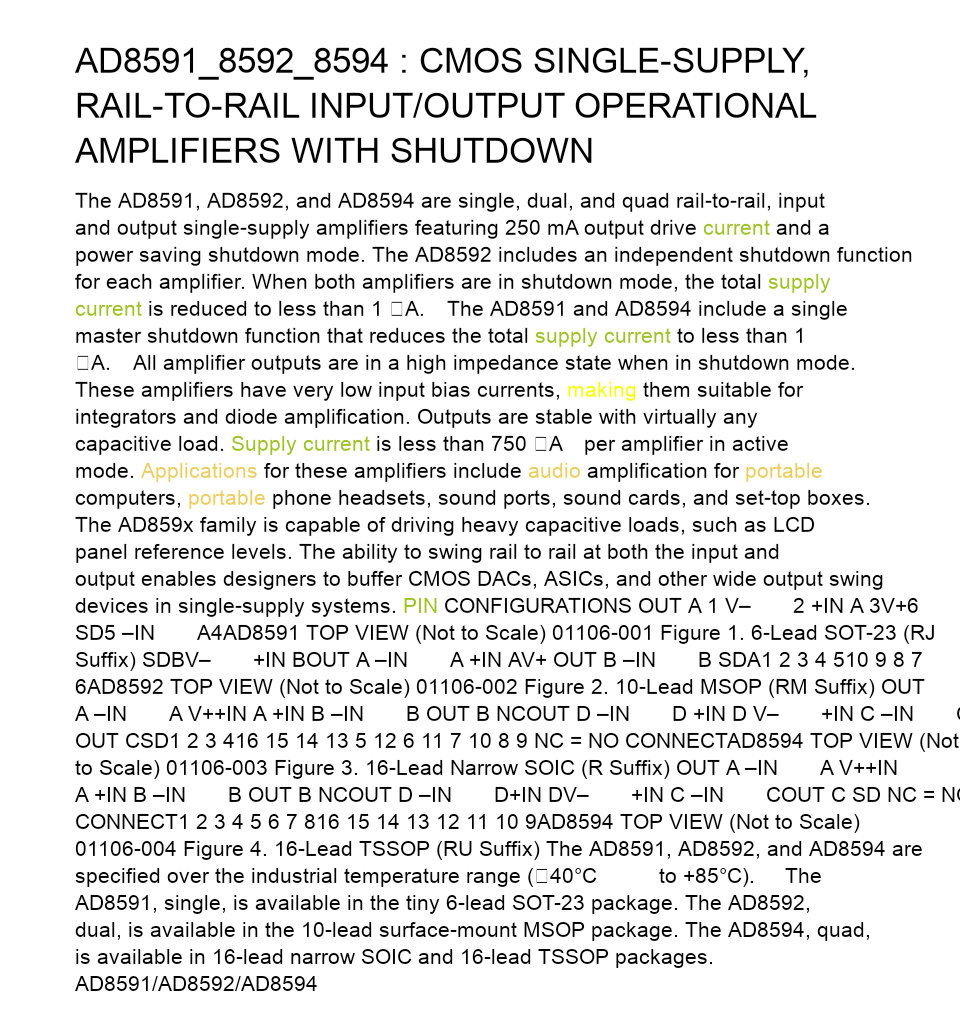 AD8591_8592_8594 : CMOS SINGLE-SUPPLY,
RAIL-TO-RAIL INPUT/OUTPUT OPERATIONAL
AMPLIFIERS WITH SHUTDOWN
The AD8591, AD8592, and AD8594 are single, dual, and quad rail-to-rail, input
and output single-supply amplifiers featuring 250 mA output drive current and a
power saving shutdown mode. The AD8592 includes an independent shutdown function
for each amplifier. When both amplifiers are in shutdown mode, the total supply
current is reduced to less than 1 □A. The AD8591 and AD8594 include a single
master shutdown function that reduces the total supply current to less than 1
□A. All amplifier outputs are in a high impedance state when in shutdown mode.
These amplifiers have very low input bias currents, making them suitable for
integrators and diode amplification. Outputs are stable with virtually any
capacitive load. Supply current is less than 750 □A per amplifier in active
mode. Applications for these amplifiers include audio amplification for portable
computers, portable phone headsets, sound ports, sound cards, and set-top boxes.
The AD859x family is capable of driving heavy capacitive loads, such as LCD
panel reference levels. The ability to swing rail to rail at both the input and
output enables designers to buffer CMOS DACs, ASICs, and other wide output swing
devices in single-supply systems. PIN CONFIGURATIONS OUT A 1 V– 2 +IN A 3V+6
SD5 –IN A4AD8591 TOP VIEW (Not to Scale) 01106-001 Figure 1. 6-Lead SOT-23 (RJ
Suffix) SDBV– +IN BOUT A –IN A +IN AV+ OUT B –IN B SDA1 2 3 4 510 9 8 7
6AD8592 TOP VIEW (Not to Scale) 01106-002 Figure 2. 10-Lead MSOP (RM Suffix) OUT
A –IN A V++IN A +IN B –IN B OUT B NCOUT D –IN D +IN D V– +IN C –IN
OUT CSD1 2 3 416 15 14 13 5 12 6 11 7 10 8 9 NC = NO CONNECTAD8594 TOP VIEW (Not
to Scale) 01106-003 Figure 3. 16-Lead Narrow SOIC (R Suffix) OUT A –IN A V++IN
A +IN B –IN B OUT B NCOUT D –IN D+IN DV– +IN C –IN COUT C SD NC = NO
CONNECT1 2 3 4 5 6 7 816 15 14 13 12 11 10 9AD8594 TOP VIEW (Not to Scale)
01106-004 Figure 4. 16-Lead TSSOP (RU Suffix) The AD8591, AD8592, and AD8594 are
specified over the industrial temperature range (□40°C to +85°C). The
AD8591, single, is available in the tiny 6-lead SOT-23 package. The AD8592,
dual, is available in the 10-lead surface-mount MSOP package. The AD8594, quad,
is available in 16-lead narrow SOIC and 16-lead TSSOP packages.
AD8591/AD8592/AD8594